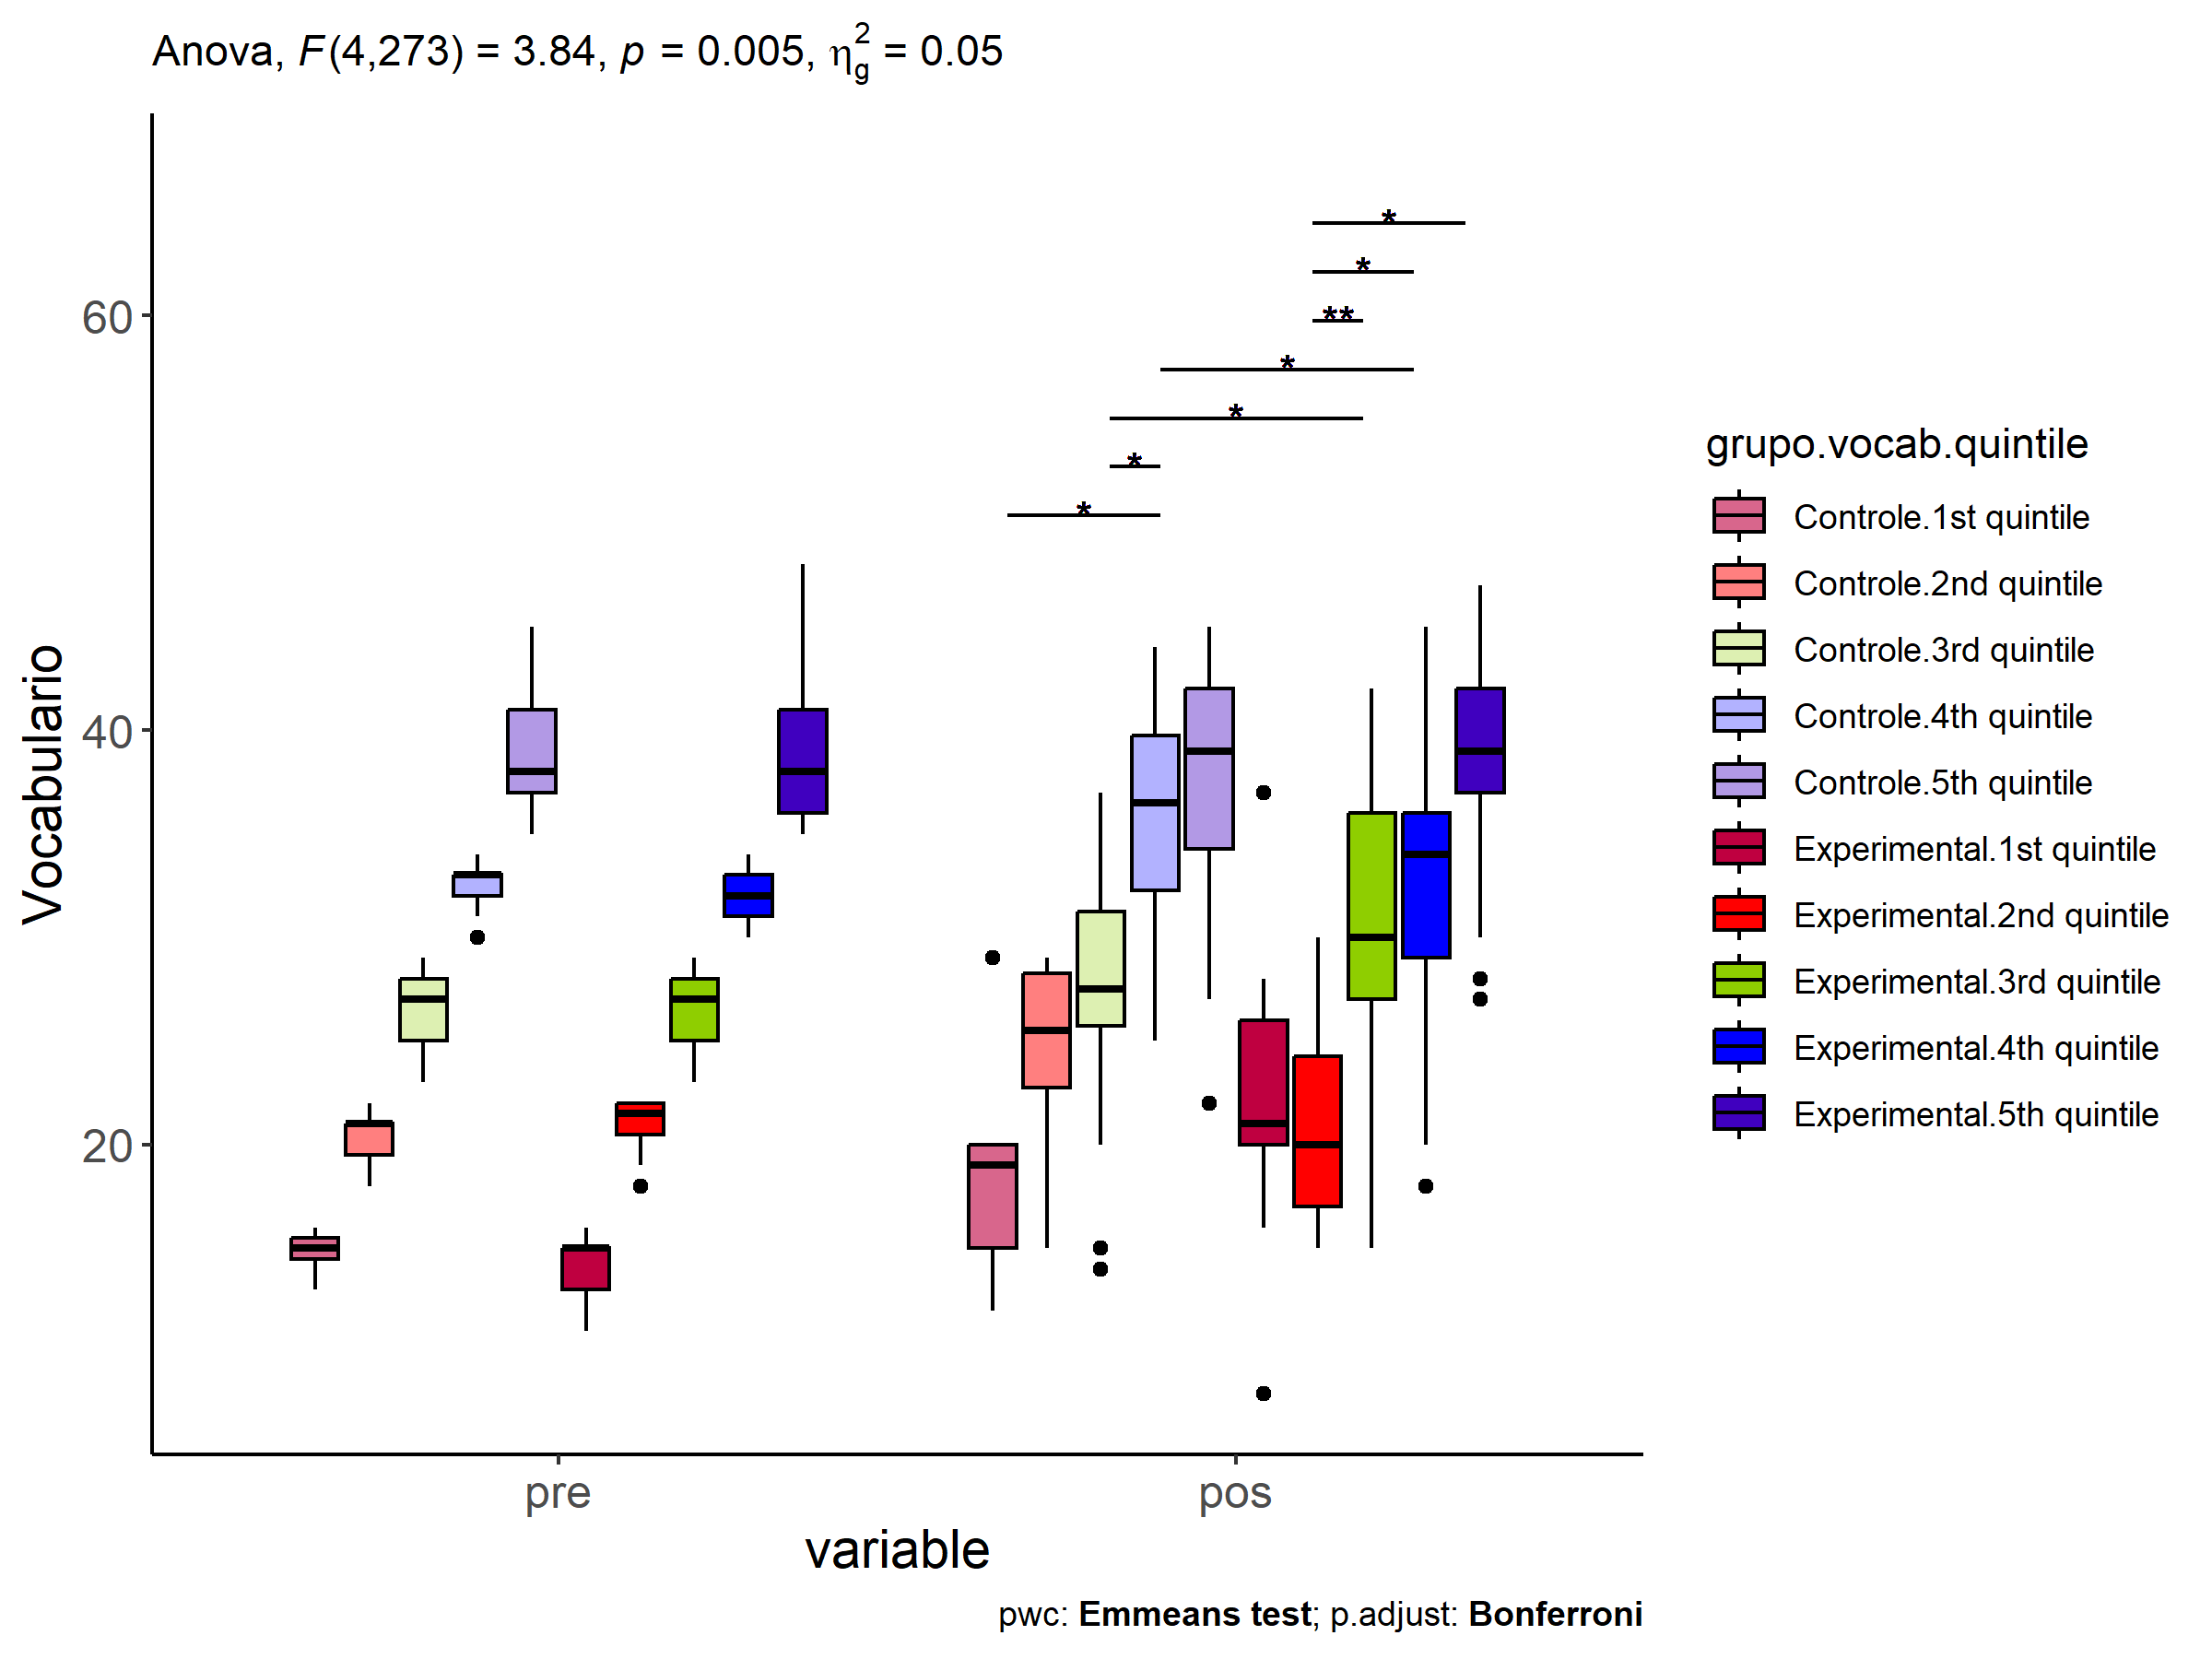 Anova, F(4,273) = 3.84, p = 0.005, η²g = 0.05
Vocabulario
60
40
20
*
*
**
*
*
*
*
pre
pos
variable
grupo.vocab.quintile
Controle.1st quintile
Controle.2nd quintile
Controle.3rd quintile
Controle.4th quintile
Controle.5th quintile
Experimental.1st quintile
Experimental.2nd quintile
Experimental.3rd quintile
Experimental.4th quintile
Experimental.5th quintile
pwc: Emmeans test; p.adjust: Bonferroni